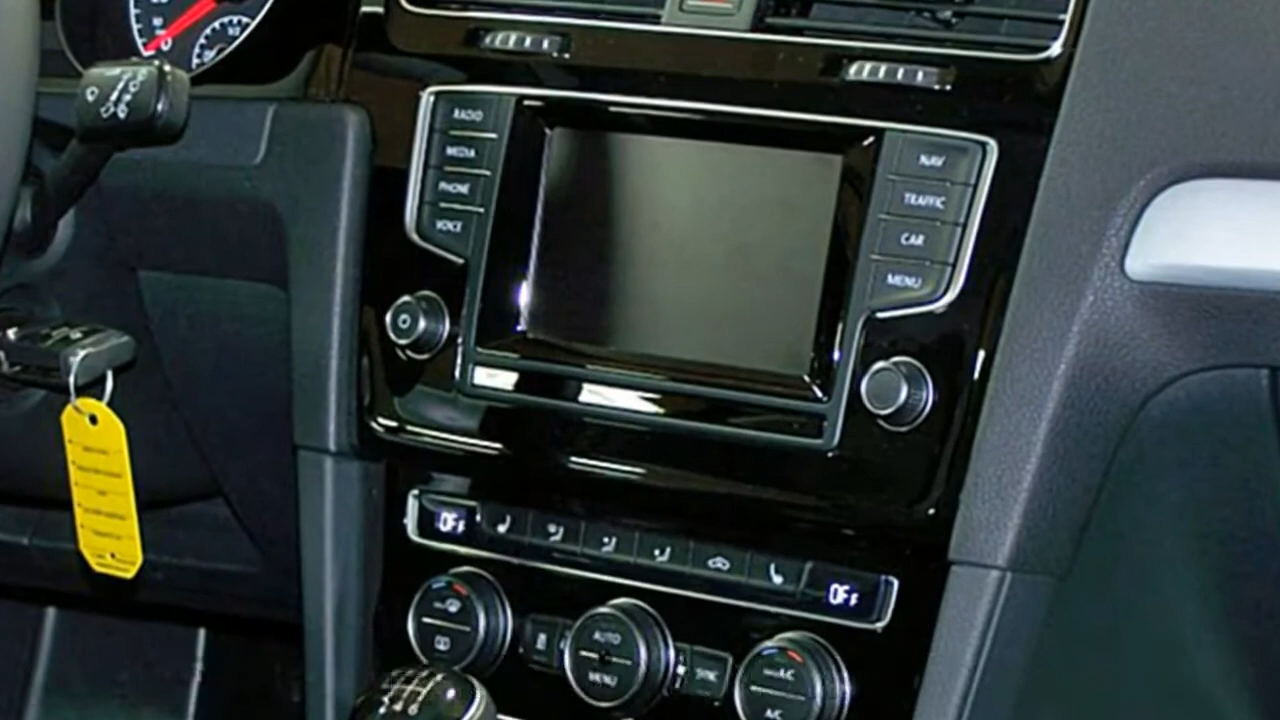 RADIO
MEDIA
PHONE
VOICE
NAV
TRAFFIC
CAR
MENU
OFF
OFF
AUTO
MENU
SYNC
A/C